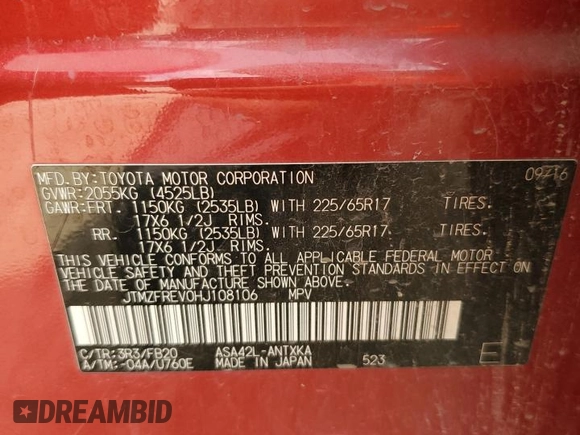 MFD.BY:TOYOTA MOTOR CORPORATION 09/16
GVWR:2055KG (4525LB)
GAWR:FRT. 1150KG (2535LB) WITH 225/65R17 TIRES.
17X6 1/2J RIMS.
RR. 1150KG (2535LB) WITH 225/65R17 TIRES.
17X6 1/2J RIMS.
THIS VEHICLE CONFORMS TO ALL APPLICABLE FEDERAL MOTOR
VEHICLE SAFETY AND THEFT PREVENTION STANDARDS IN EFFECT ON
THE DATE OF MANUFACTURE SHOWN ABOVE.
JTMZFREV0HJ108106 MPV
C/TR:3R3/FB20 ASA42L-ANTXKA
A/TM:-04A/U760E MADE IN JAPAN 523 E
DREAMBID